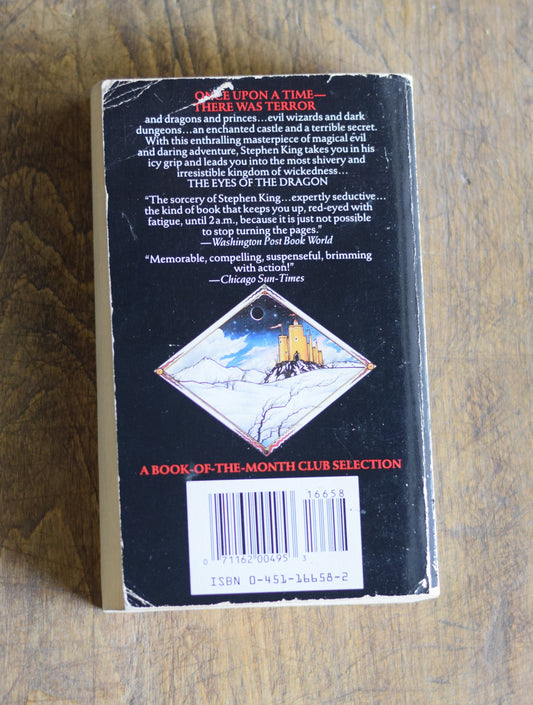 ONCE UPON A TIME—
THERE WAS TERROR
and dragons and princes...evil wizards and dark
dungeons...an enchanted castle and a terrible secret.
With this enthralling masterpiece of magical evil
and daring adventure, Stephen King takes you in his
icy grip and leads you into the most shivery and
irresistible kingdom of wickedness...
THE EYES OF THE DRAGON
"The sorcery of Stephen King...expertly seductive...
the kind of book that keeps you up, red-eyed with
fatigue, until 2 a.m., because it is just not possible
to stop turning the pages."
—Washington Post Book World
"Memorable, compelling, suspenseful, brimming
with action!"
—Chicago Sun-Times
A BOOK-OF-THE-MONTH CLUB SELECTION
16658
0 71162 00495 3
ISBN 0-451-16658-2